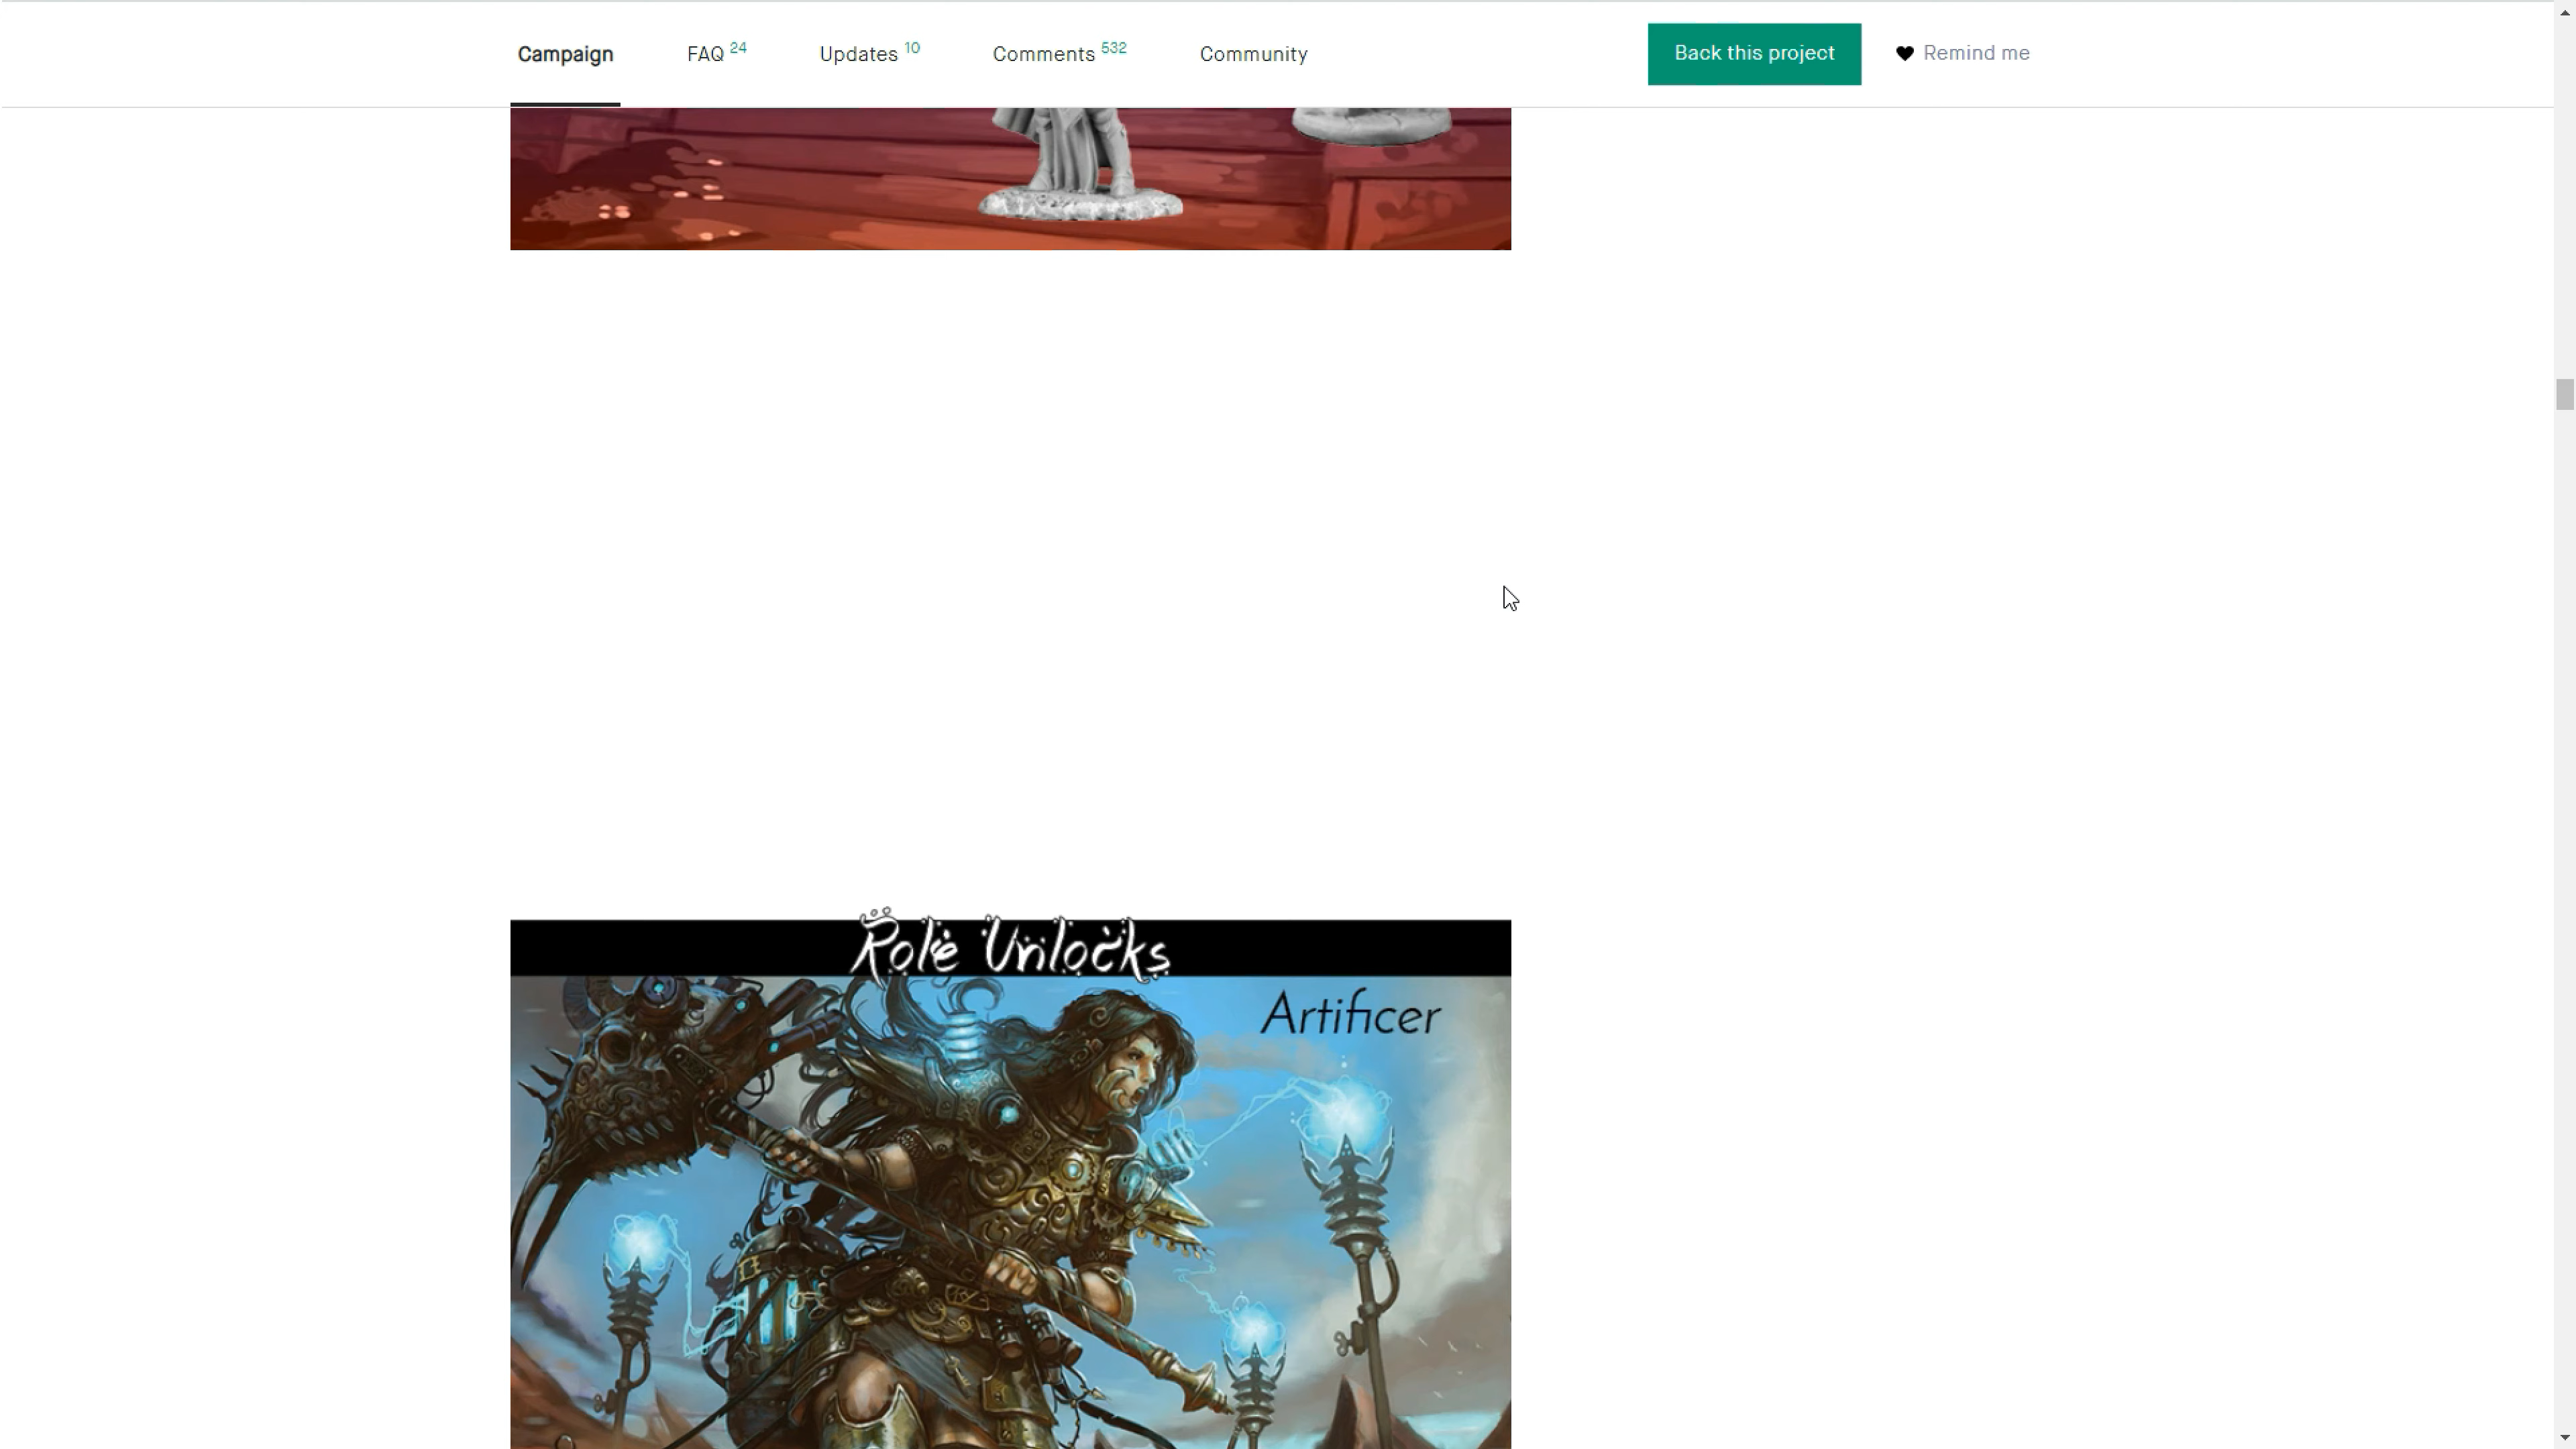 Campaign FAQ 24 Updates 10 Comments 532 Community Back this project Remind me
Role Unlocks
Artificer